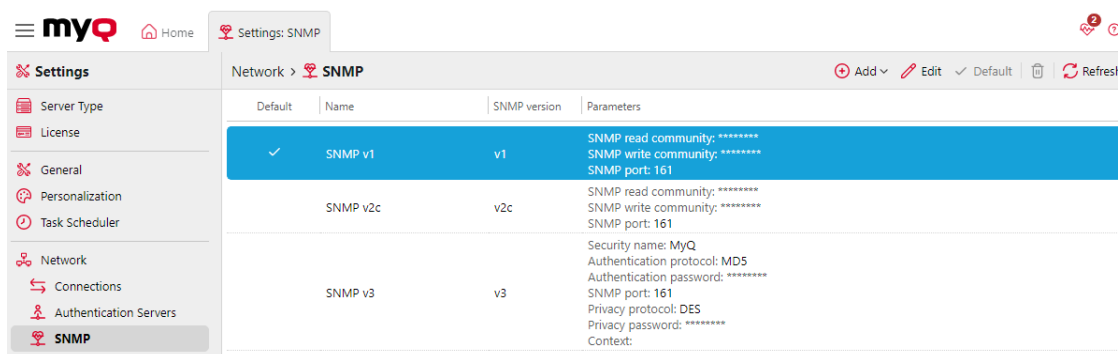 myQ
Home
Settings: SNMP
2
Settings
Network > SNMP
Add
Edit
Default
Refresh
Server Type
License
General
Personalization
Task Scheduler
Network
Connections
Authentication Servers
SNMP
Default Name SNMP version Parameters
SNMP v1 v1
SNMP read community: ********
SNMP write community: ********
SNMP port: 161
SNMP v2c v2c
SNMP read community: ********
SNMP write community: ********
SNMP port: 161
SNMP v3 v3
Security name: MyQ
Authentication protocol: MD5
Authentication password: ********
SNMP port: 161
Privacy protocol: DES
Privacy password: ********
Context: